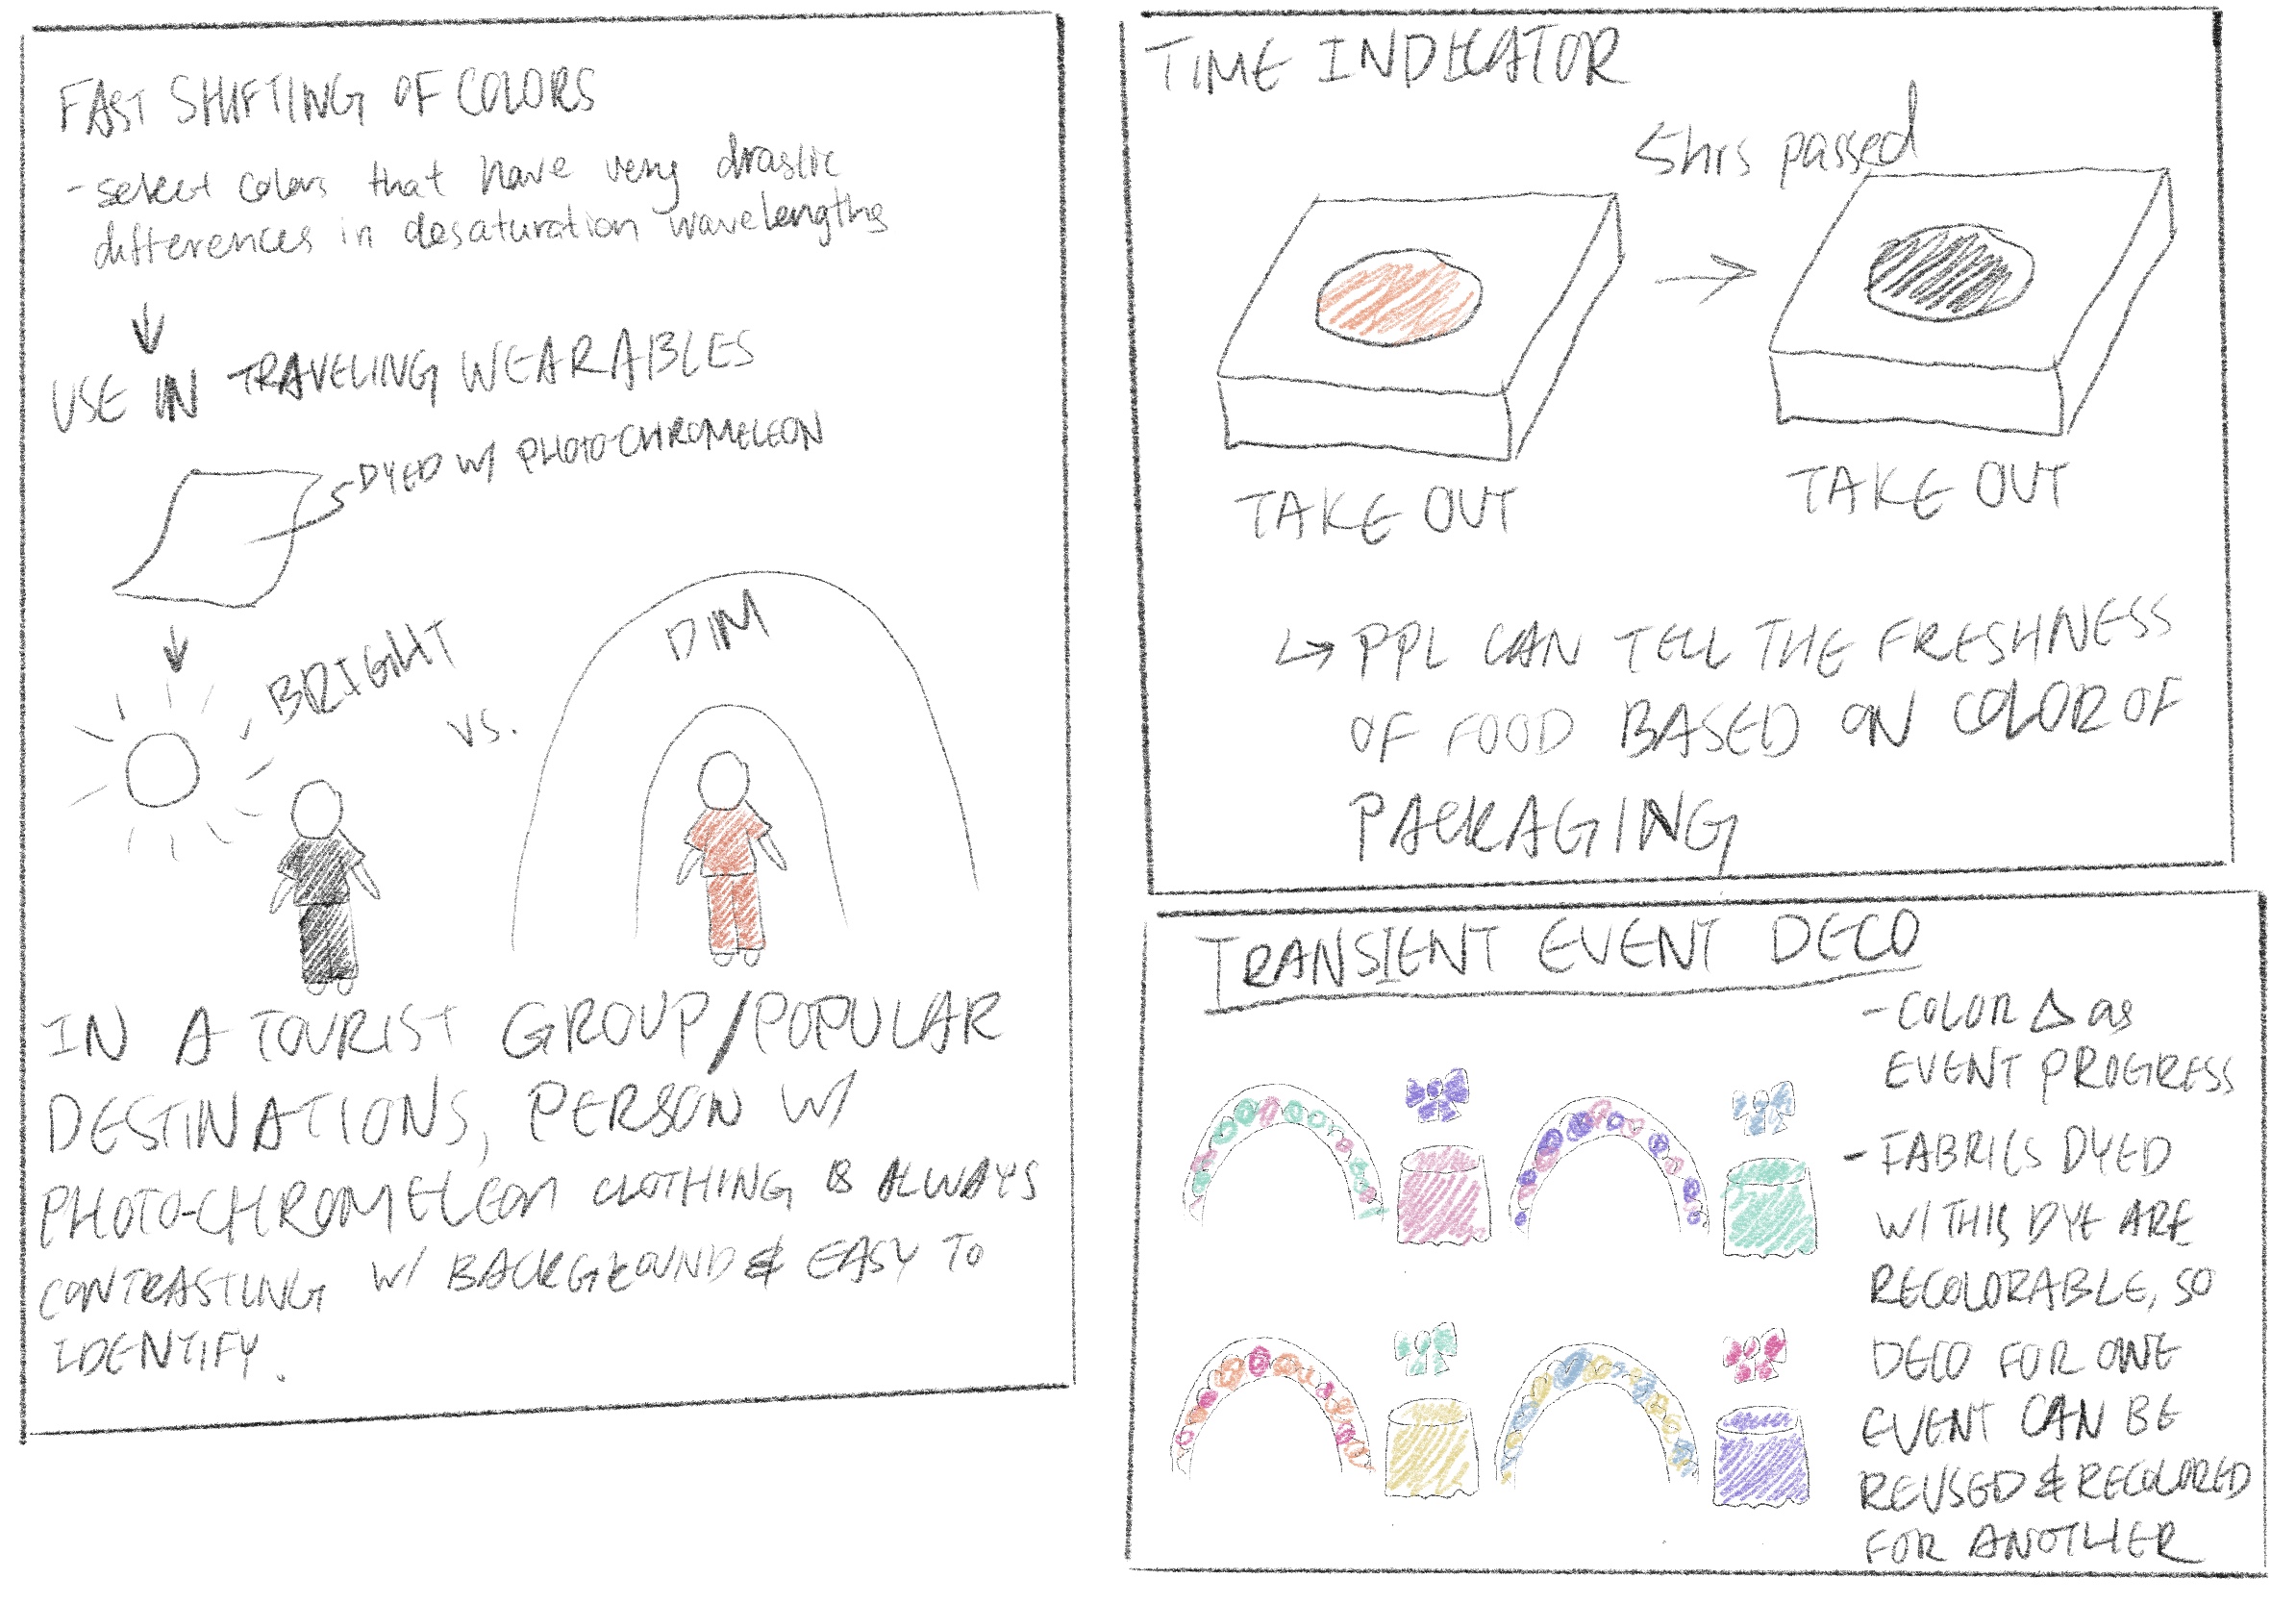 FAST SHIFTING OF COLORS
- select colors that have very drastic
differences in desaturation wavelengths
↓
USE IN TRAVELING WEARABLES
DYED W/ PHOTO-CHROMELEON
↓
BRIGHT
VS.
DIM
IN A TOURIST GROUP/POPULAR
DESTINATIONS, PERSON W/
PHOTO-CHROMELEON CLOTHING IS ALWAYS
CONTRASTING W/ BACKGROUND & EASY TO
IDENTIFY.
TIME INDICATOR
5hrs passed
→
TAKE OUT
TAKE OUT
↳ PPL CAN TELL THE FRESHNESS
OF FOOD BASED ON COLOR OF
PACKAGING
TRANSIENT EVENT DECO
- COLOR Δ as
EVENT PROGRESS
- FABRICS DYED
W/ THIS DYE ARE
RECOLORABLE, SO
DECO FOR ONE
EVENT CAN BE
REUSED & RECOLORED
FOR ANOTHER